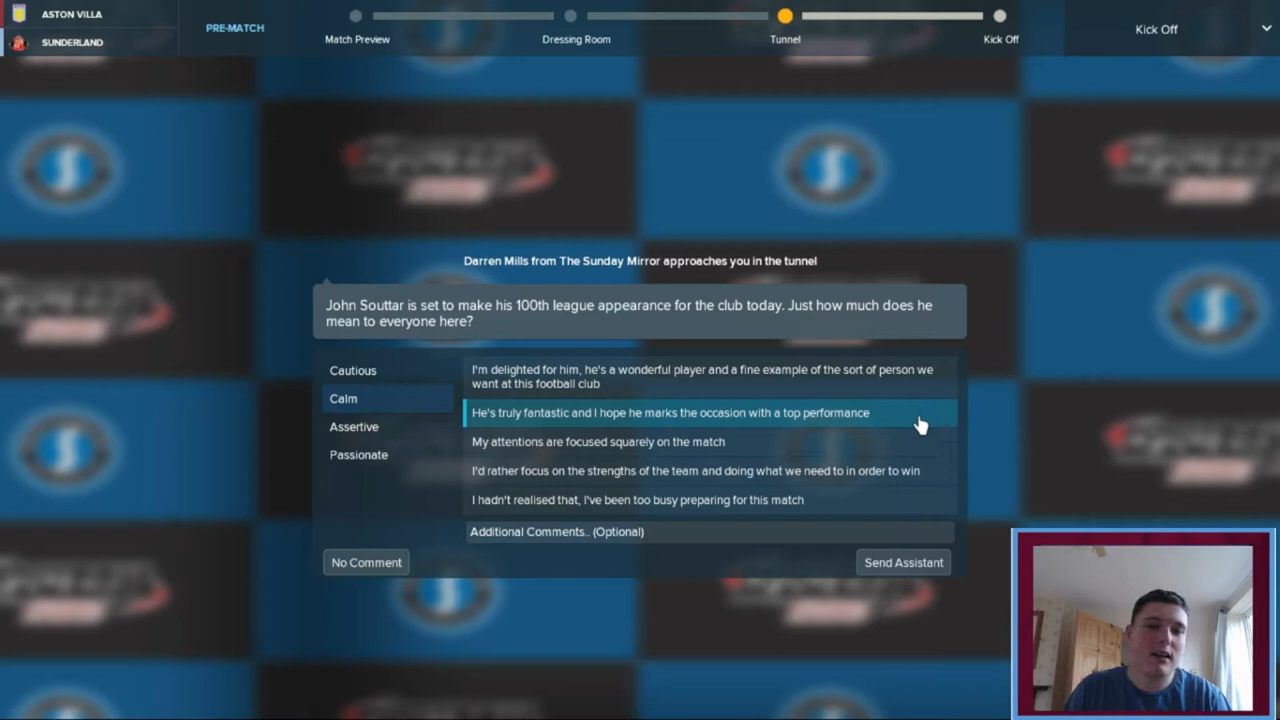 ASTON VILLA
SUNDERLAND
PRE-MATCH
Match Preview
Dressing Room
Tunnel
Kick Off
Kick Off
Darren Mills from The Sunday Mirror approaches you in the tunnel
John Souttar is set to make his 100th league appearance for the club today. Just how much does he
mean to everyone here?
Cautious
Calm
Assertive
Passionate
I'm delighted for him, he's a wonderful player and a fine example of the sort of person we
want at this football club
He's truly fantastic and I hope he marks the occasion with a top performance
My attentions are focused squarely on the match
I'd rather focus on the strengths of the team and doing what we need to in order to win
I hadn't realised that, I've been too busy preparing for this match
Additional Comments.. (Optional)
No Comment
Send Assistant